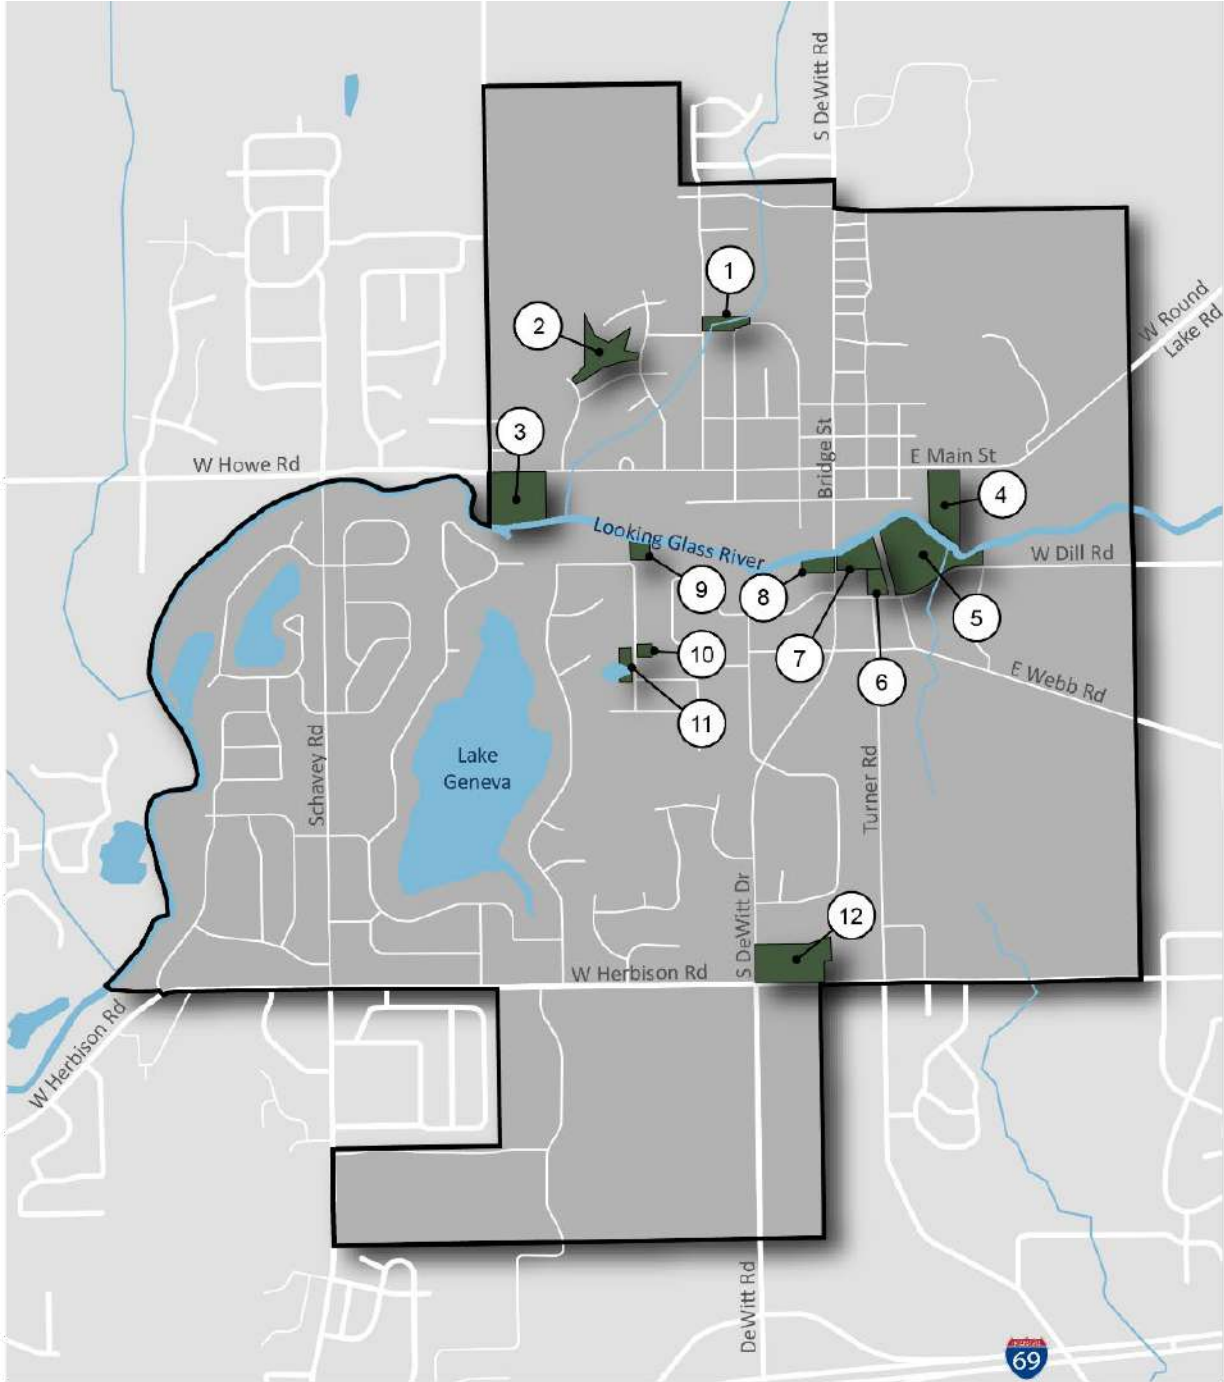 S DeWitt Rd
1
W Round
Lake Rd
2
3
Bridge St
W Howe Rd
E Main St
4
Looking Glass River
W Dill Rd
9
8
5
10
7
6
E Webb Rd
11
Lake
Geneva
Schavey Rd
Turner Rd
12
S DeWitt Dr
W Herbison Rd
W Herbison Rd
DeWitt Rd
69